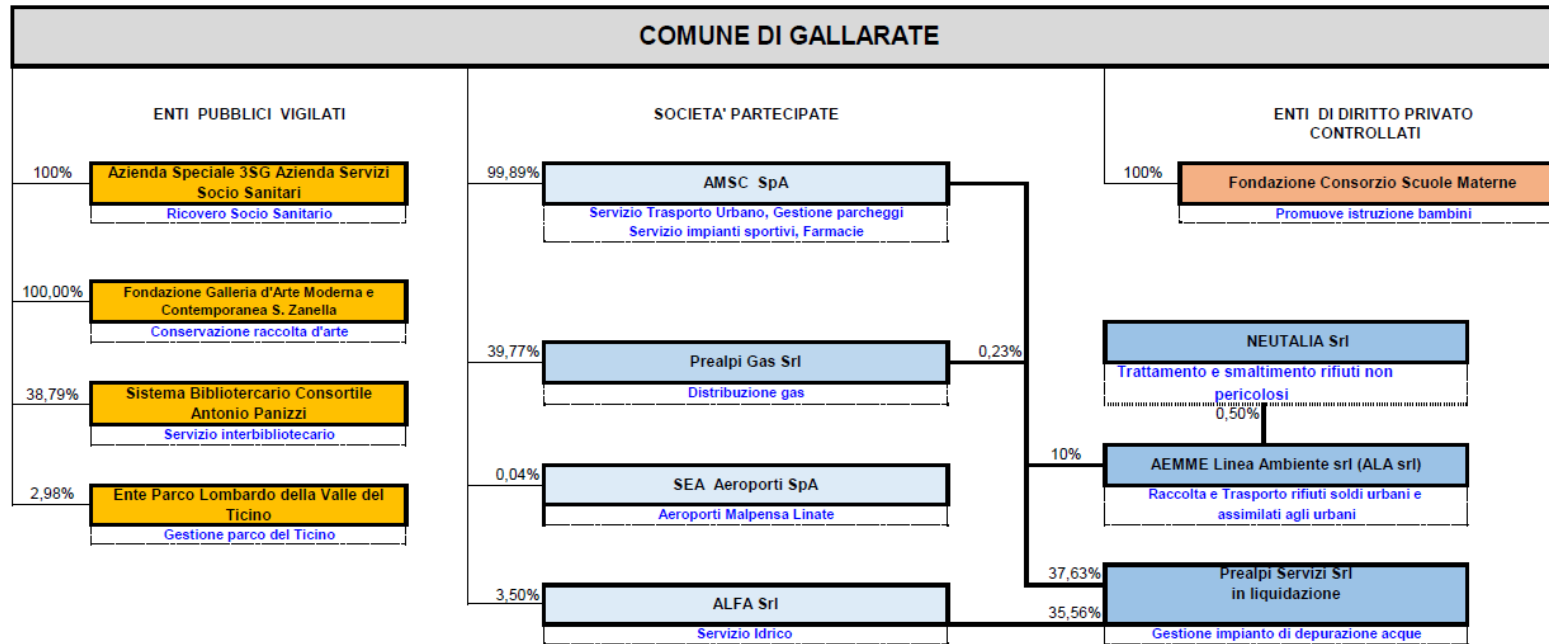 COMUNE DI GALLARATE
ENTI PUBBLICI VIGILATI
100%
Azienda Speciale 3SG Azienda Servizi
Socio Sanitari
Ricovero Socio Sanitario
100,00%
Fondazione Galleria d'Arte Moderna e
Contemporanea S. Zanella
Conservazione raccolta d'arte
38,79%
Sistema Bibliotercario Consortile
Antonio Panizzi
Servizio interbibliotecario
2,98%
Ente Parco Lombardo della Valle del
Ticino
Gestione parco del Ticino
SOCIETA' PARTECIPATE
99,89%
AMSC SpA
Servizio Trasporto Urbano, Gestione parcheggi
Servizio impianti sportivi, Farmacie
39,77%
Prealpi Gas Srl
0,23%
Distribuzione gas
0,04%
SEA Aeroporti SpA
Aeroporti Malpensa Linate
3,50%
ALFA Srl
Servizio Idrico
ENTI DI DIRITTO PRIVATO
CONTROLLATI
100%
Fondazione Consorzio Scuole Materne
Promuove istruzione bambini
NEUTALIA Srl
Trattamento e smaltimento rifiuti non
pericolosi
0,50%
10%
AEMME Linea Ambiente srl (ALA srl)
Raccolta e Trasporto rifiuti soldi urbani e
assimilati agli urbani
37,63%
Prealpi Servizi Srl
in liquidazione
35,56%
Gestione impianto di depurazione acque